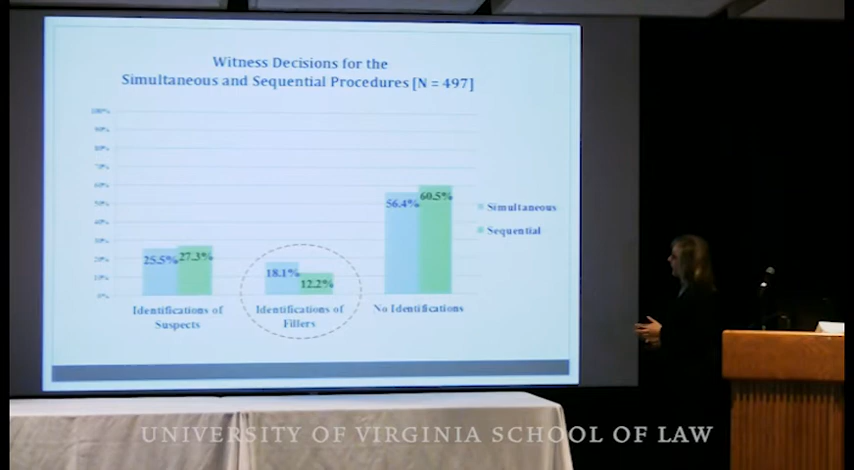 Witness Decisions for the
Simultaneous and Sequential Procedures [N = 497]
100%
90%
80%
70%
60%
50%
40%
30%
20%
10%
0%
25.5%
27.3%
18.1%
12.2%
56.4%
60.5%
Simultaneous
Sequential
Identifications of
Suspects
Identifications of
Fillers
No Identifications
UNIVERSITY OF VIRGINIA SCHOOL OF LAW